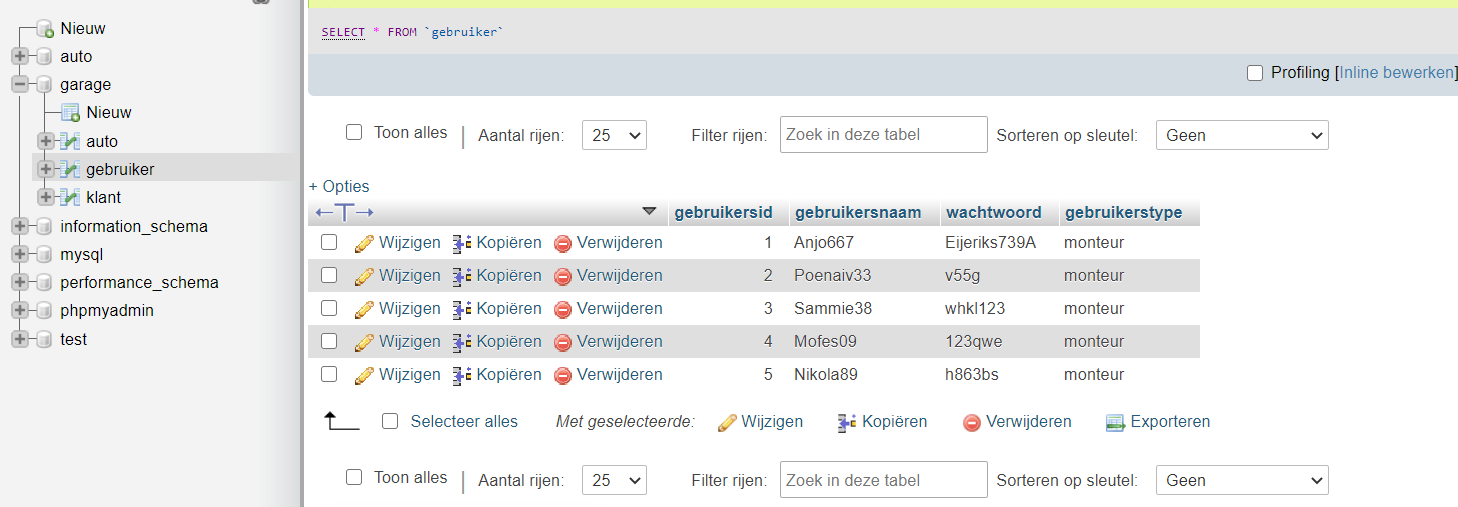 Nieuw
auto
garage
Nieuw
auto
gebruiker
klant
information_schema
mysql
performance_schema
phpmyadmin
test
SELECT * FROM `gebruiker`
Profiling [Inline bewerken]
Toon alles | Aantal rijen: 25 Filter rijen: Zoek in deze tabel Sorteren op sleutel: Geen
+ Opties
←T→ gebruikersid gebruikersnaam wachtwoord gebruikerstype
Wijzigen Kopiëren Verwijderen 1 Anjo667 Eijeriks739A monteur
Wijzigen Kopiëren Verwijderen 2 Poenaiv33 v55g monteur
Wijzigen Kopiëren Verwijderen 3 Sammie38 whkl123 monteur
Wijzigen Kopiëren Verwijderen 4 Mofes09 123qwe monteur
Wijzigen Kopiëren Verwijderen 5 Nikola89 h863bs monteur
Selecteer alles Met geselecteerde: Wijzigen Kopiëren Verwijderen Exporteren
Toon alles | Aantal rijen: 25 Filter rijen: Zoek in deze tabel Sorteren op sleutel: Geen